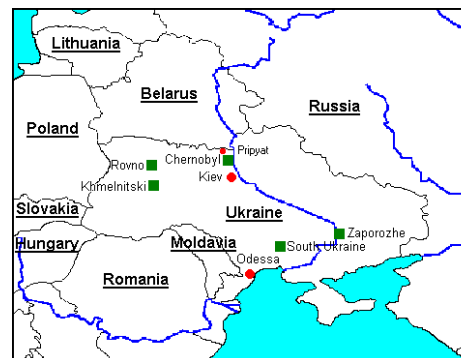 Lithuania
Belarus
Russia
Poland
Pripyat
Chernobyl
Rovno
Kiev
Khmelnitski
Slovakia
Ukraine
Zaporozhe
Hungary
Moldavia
South Ukraine
Odessa
Romania